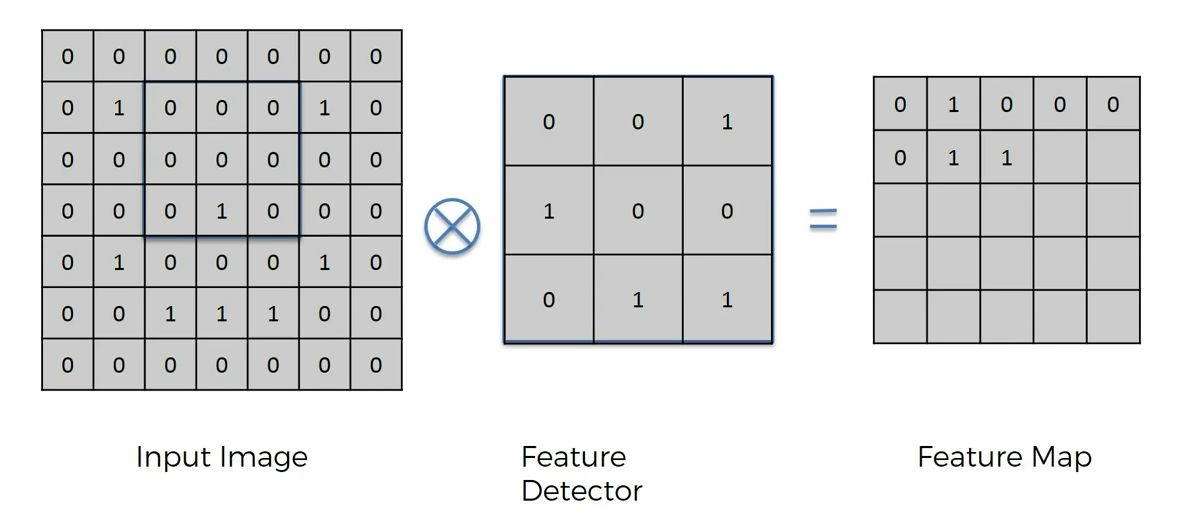 0 0 0 0 0 0 0
0 1 0 0 0 1 0
0 0 0 0 0 0 0
0 0 0 1 0 0 0
0 1 0 0 0 1 0
0 0 1 1 1 0 0
0 0 0 0 0 0 0
0 0 1
1 0 0
0 1 1
=
0 1 0 0 0
0 1 1
Input Image
Feature
Detector
Feature Map